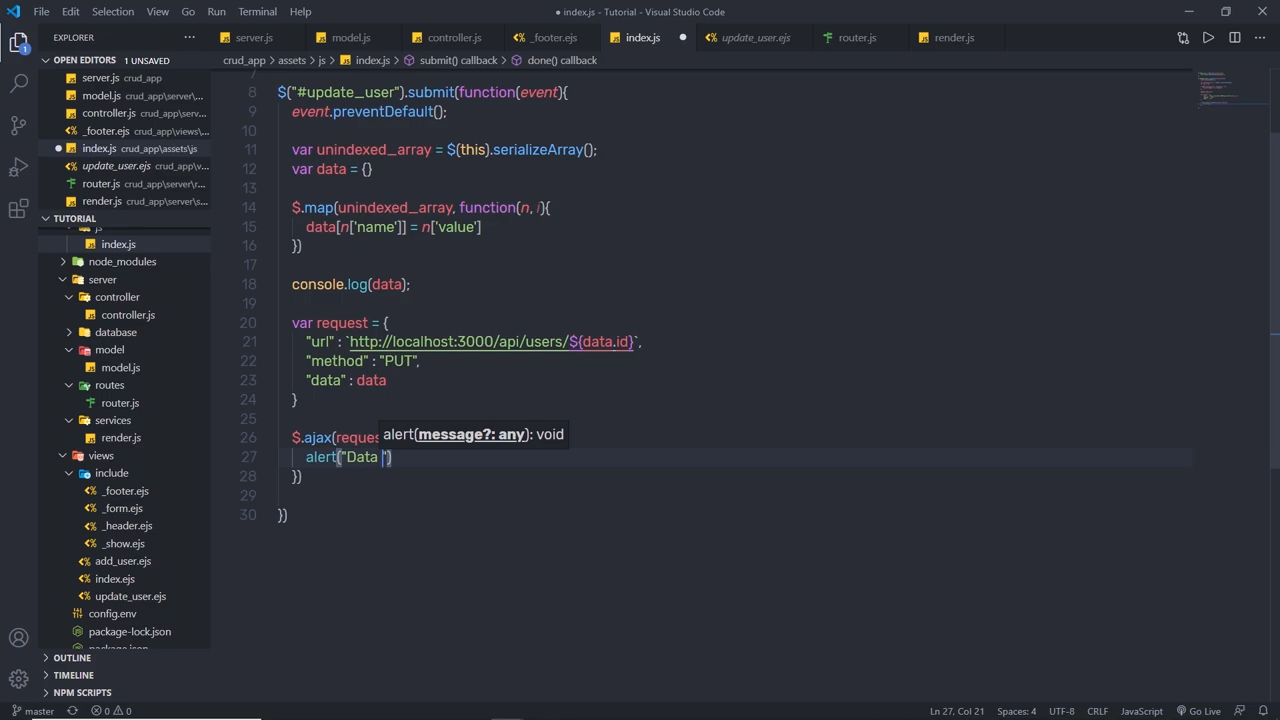 File Edit Selection View Go Run Terminal Help
● index.js - Tutorial - Visual Studio Code
EXPLORER
server.js model.js controller.js _footer.ejs index.js update_user.ejs router.js render.js
OPEN EDITORS 1 UNSAVED
crud_app > assets > js > index.js > submit() callback > done() callback
server.js crud_app
model.js crud_app\server\...
controller.js crud_app\serv...
_footer.ejs crud_app\views\...
index.js crud_app\assets\js
update_user.ejs crud_app\v...
router.js crud_app\server\r...
render.js crud_app\server\s...
TUTORIAL
js
index.js
node_modules
server
controller
controller.js
database
model
model.js
routes
router.js
services
render.js
views
include
_footer.ejs
_form.ejs
_header.ejs
_show.ejs
add_user.ejs
index.ejs
update_user.ejs
config.env
package-lock.json
package.json
OUTLINE
TIMELINE
NPM SCRIPTS
7
8 $("#update_user").submit(function(event){
9 event.preventDefault();
10
11 var unindexed_array = $(this).serializeArray();
12 var data = {}
13
14 $.map(unindexed_array, function(n, i){
15 data[n['name']] = n['value']
16 })
17
18 console.log(data);
19
20 var request = {
21 "url" : `http://localhost:3000/api/users/${data.id}`,
22 "method" : "PUT",
23 "data" : data
24 }
25
alert(message?: any): void
26 $.ajax(reques
27 alert("Data ")
28 })
29
30 })
master 0 0 Ln 27, Col 21 Spaces: 4 UTF-8 CRLF JavaScript Go Live